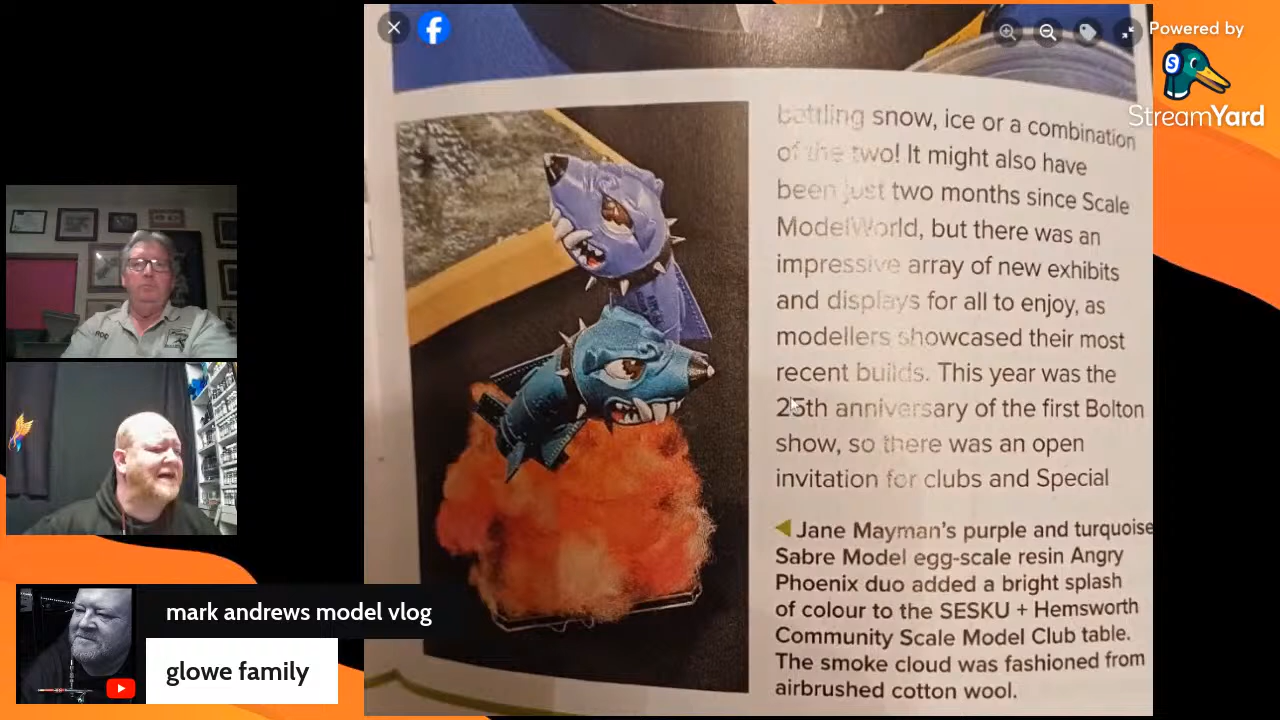 Powered by
StreamYard
battling snow, ice or a combination
of the two! It might also have
been just two months since Scale
ModelWorld, but there was an
impressive array of new exhibits
and displays for all to enjoy, as
modellers showcased their most
recent builds. This year was the
25th anniversary of the first Bolton
show, so there was an open
invitation for clubs and Special
Jane Mayman's purple and turquoise
Sabre Model egg-scale resin Angry
Phoenix duo added a bright splash
of colour to the SESKU + Hemsworth
Community Scale Model Club table.
The smoke cloud was fashioned from
airbrushed cotton wool.
mark andrews model vlog
glowe family